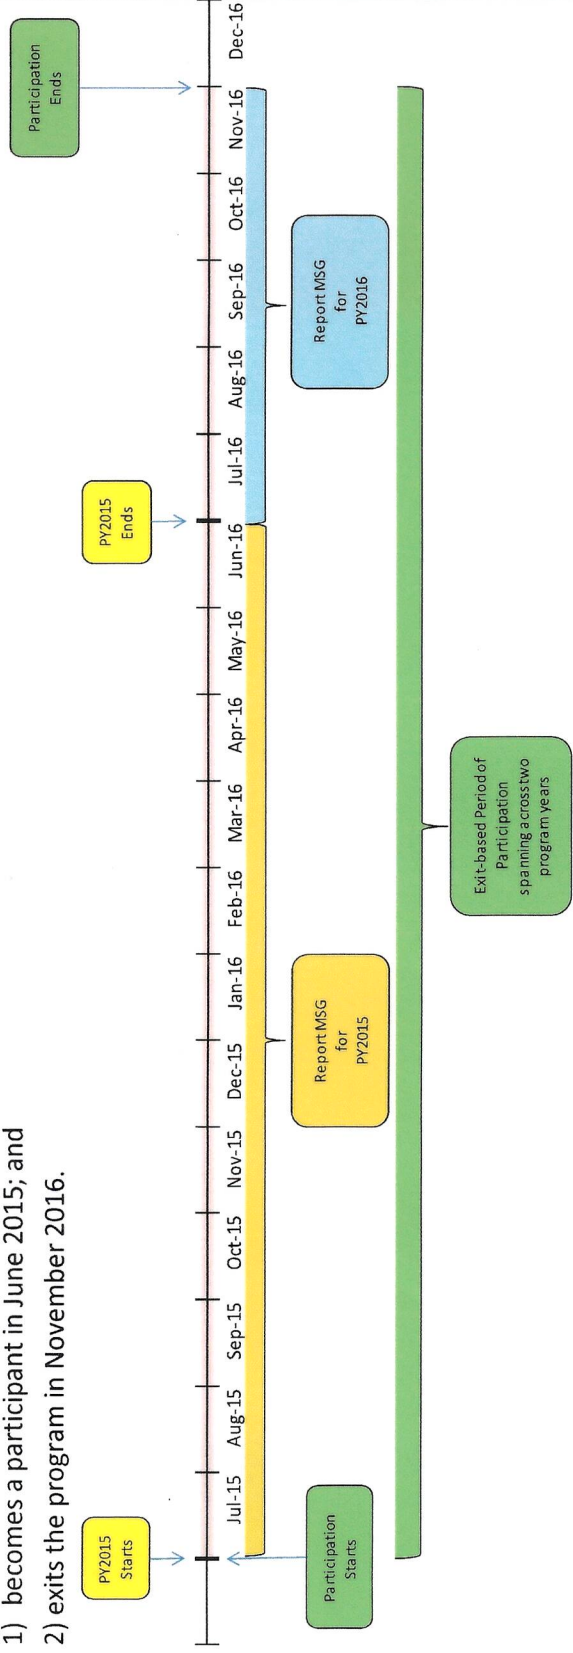 1) becomes a participant in June 2015; and
2) exits the program in November 2016.
PY2015
Starts
PY2015
Ends
Participation
Ends
Jul-15 Aug-15 Sep-15 Oct-15 Nov-15 Dec-15 Jan-16 Feb-16 Mar-16 Apr-16 May-16 Jun-16 Jul-16 Aug-16 Sep-16 Oct-16 Nov-16 Dec-16
Participation
Starts
Report MSG
for
PY2015
Report MSG
for
PY2016
Exit-based Period of
Participation
spanning across two
program years